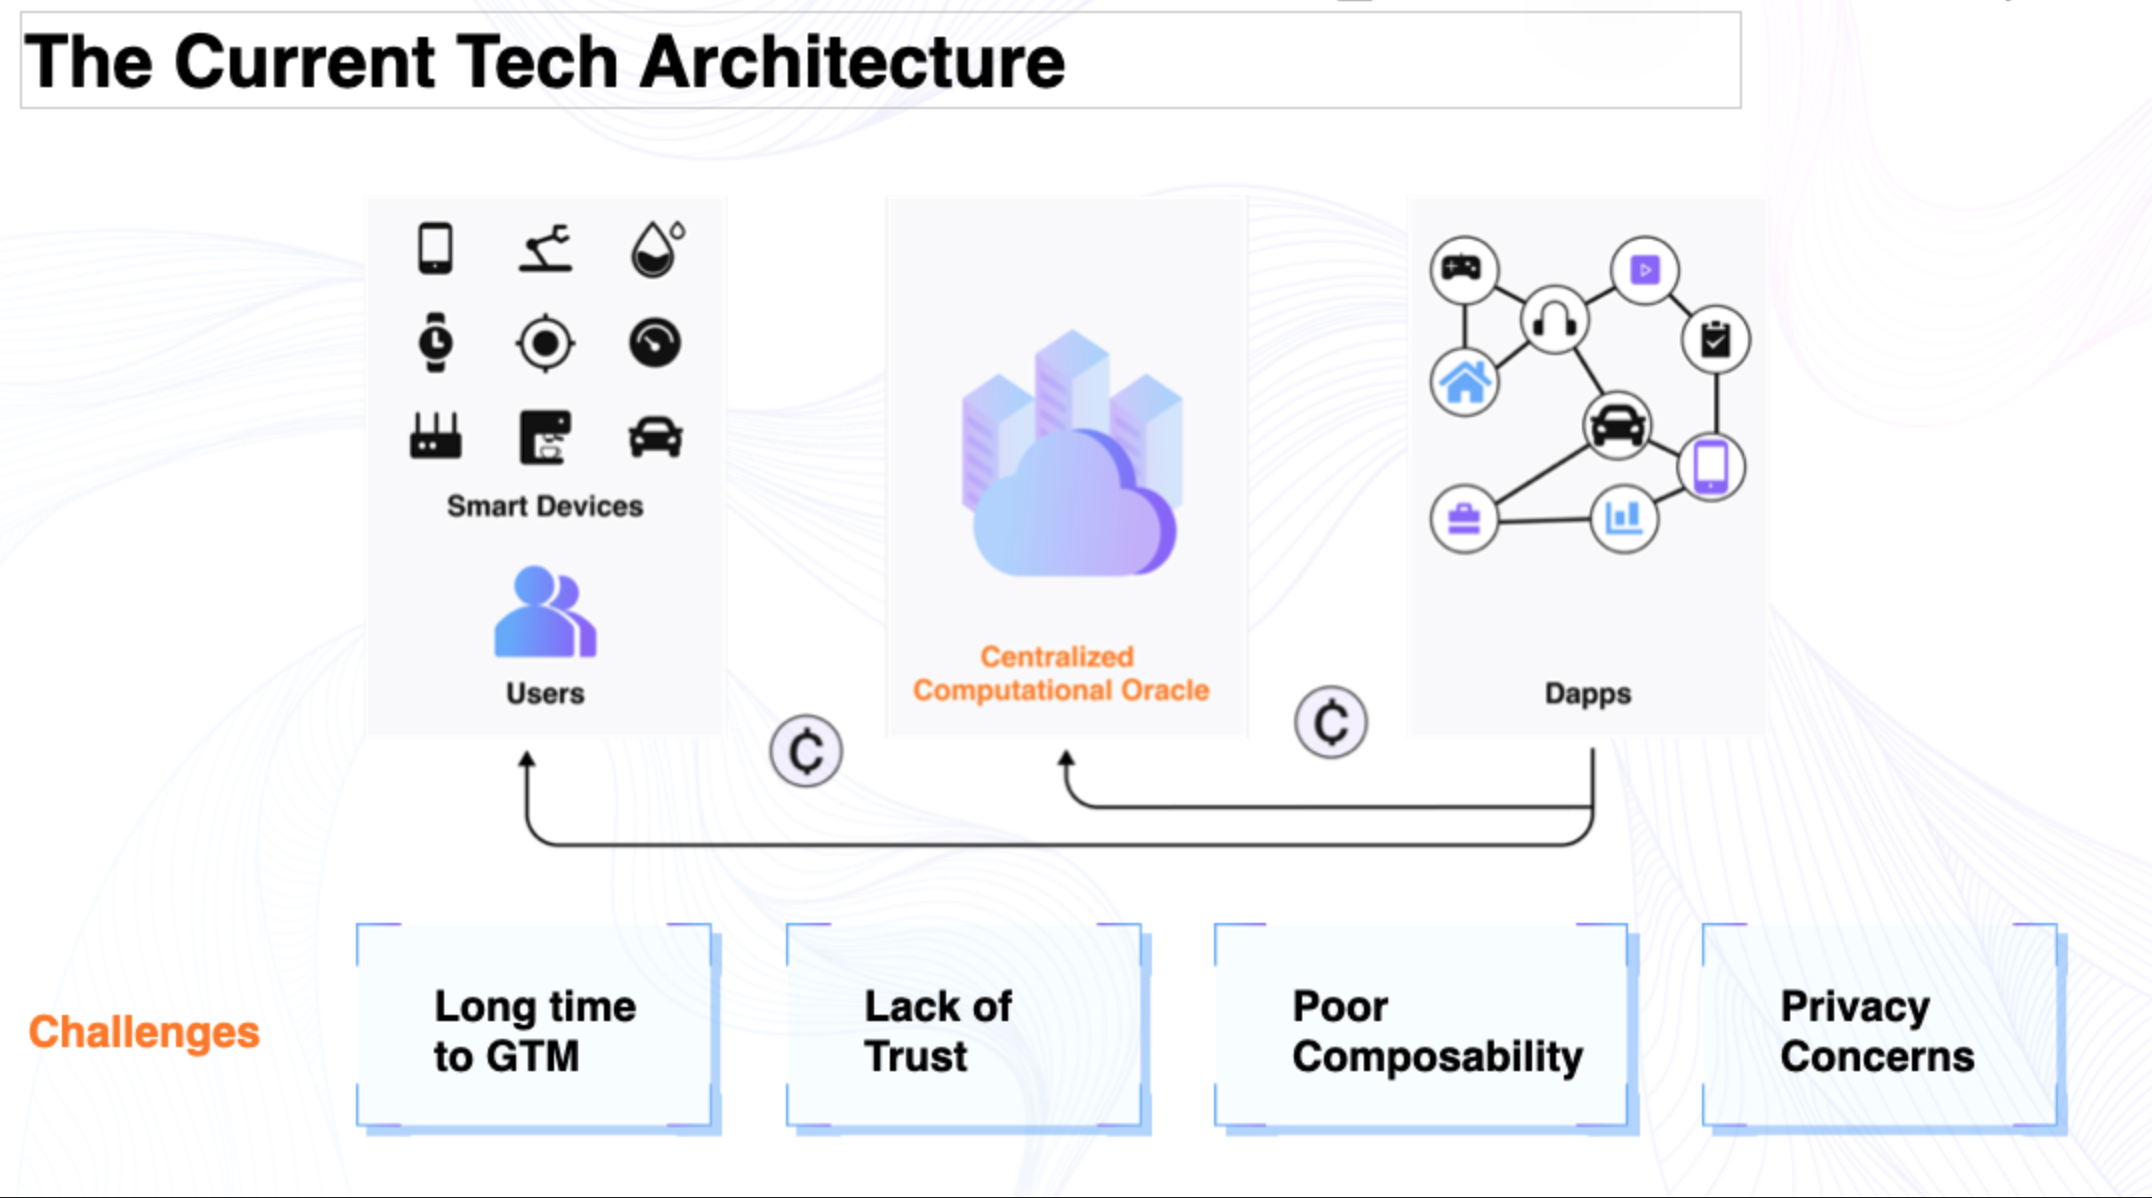 The Current Tech Architecture
Smart Devices
Users
Centralized
Computational Oracle
Dapps
₵
₵
Challenges
Long time
to GTM
Lack of
Trust
Poor
Composability
Privacy
Concerns